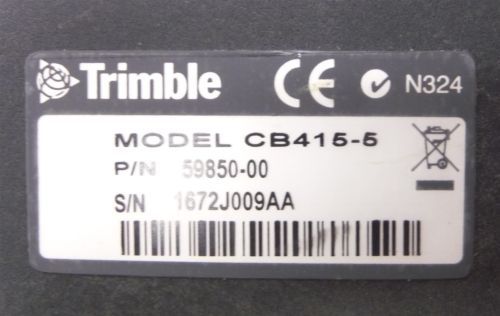 Trimble CE N324
MODEL CB415-5
P/N 59850-00
S/N 1672J009AA